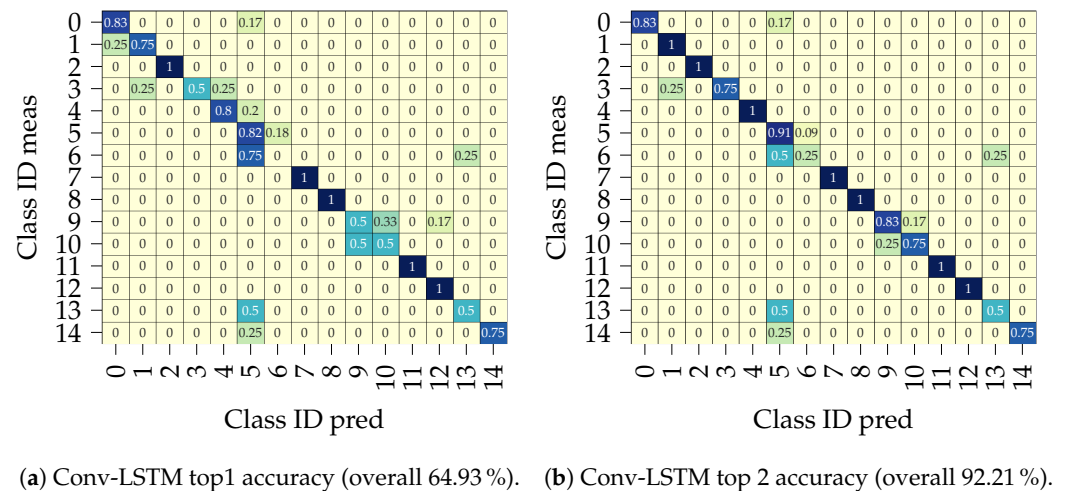 0 0.83 0 0 0 0 0.17 0 0 0 0 0 0 0 0 0
1 0.25 0.75 0 0 0 0 0 0 0 0 0 0 0 0 0
2 0 0 1 0 0 0 0 0 0 0 0 0 0 0 0
3 0 0.25 0 0.5 0.25 0 0 0 0 0 0 0 0 0 0
4 0 0 0 0 0.8 0.2 0 0 0 0 0 0 0 0 0
5 0 0 0 0 0 0.82 0.18 0 0 0 0 0 0 0 0
6 0 0 0 0 0 0.75 0 0 0 0 0 0 0 0.25 0
7 0 0 0 0 0 0 0 1 0 0 0 0 0 0 0
8 0 0 0 0 0 0 0 0 1 0 0 0 0 0 0
9 0 0 0 0 0 0 0 0 0 0.5 0.33 0 0.17 0 0
10 0 0 0 0 0 0 0 0 0 0.5 0.5 0 0 0 0
11 0 0 0 0 0 0 0 0 0 0 0 1 0 0 0
12 0 0 0 0 0 0 0 0 0 0 0 0 1 0 0
13 0 0 0 0 0 0.5 0 0 0 0 0 0 0 0.5 0
14 0 0 0 0 0 0.25 0 0 0 0 0 0 0 0 0.75
0 1 2 3 4 5 6 7 8 9 10 11 12 13 14
Class ID meas
Class ID pred
(a) Conv-LSTM top1 accuracy (overall 64.93 %).
0 0.83 0 0 0 0 0.17 0 0 0 0 0 0 0 0 0
1 0 1 0 0 0 0 0 0 0 0 0 0 0 0 0
2 0 0 1 0 0 0 0 0 0 0 0 0 0 0 0
3 0 0.25 0 0.75 0 0 0 0 0 0 0 0 0 0 0
4 0 0 0 0 1 0 0 0 0 0 0 0 0 0 0
5 0 0 0 0 0 0.91 0.09 0 0 0 0 0 0 0 0
6 0 0 0 0 0 0.5 0.25 0 0 0 0 0 0 0.25 0
7 0 0 0 0 0 0 0 1 0 0 0 0 0 0 0
8 0 0 0 0 0 0 0 0 1 0 0 0 0 0 0
9 0 0 0 0 0 0 0 0 0 0.83 0.17 0 0 0 0
10 0 0 0 0 0 0 0 0 0 0.25 0.75 0 0 0 0
11 0 0 0 0 0 0 0 0 0 0 0 1 0 0 0
12 0 0 0 0 0 0 0 0 0 0 0 0 1 0 0
13 0 0 0 0 0 0.5 0 0 0 0 0 0 0 0.5 0
14 0 0 0 0 0 0.25 0 0 0 0 0 0 0 0 0.75
0 1 2 3 4 5 6 7 8 9 10 11 12 13 14
Class ID meas
Class ID pred
(b) Conv-LSTM top 2 accuracy (overall 92.21 %).